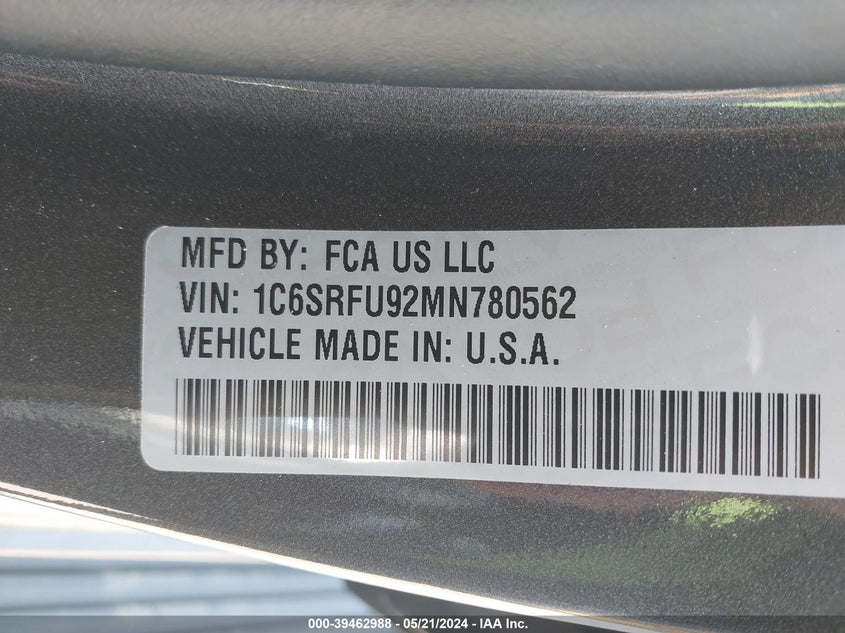 MFD BY: FCA US LLC
VIN: 1C6SRFU92MN780562
VEHICLE MADE IN: U.S.A.
000-39462988 - 05/21/2024 - IAA Inc.